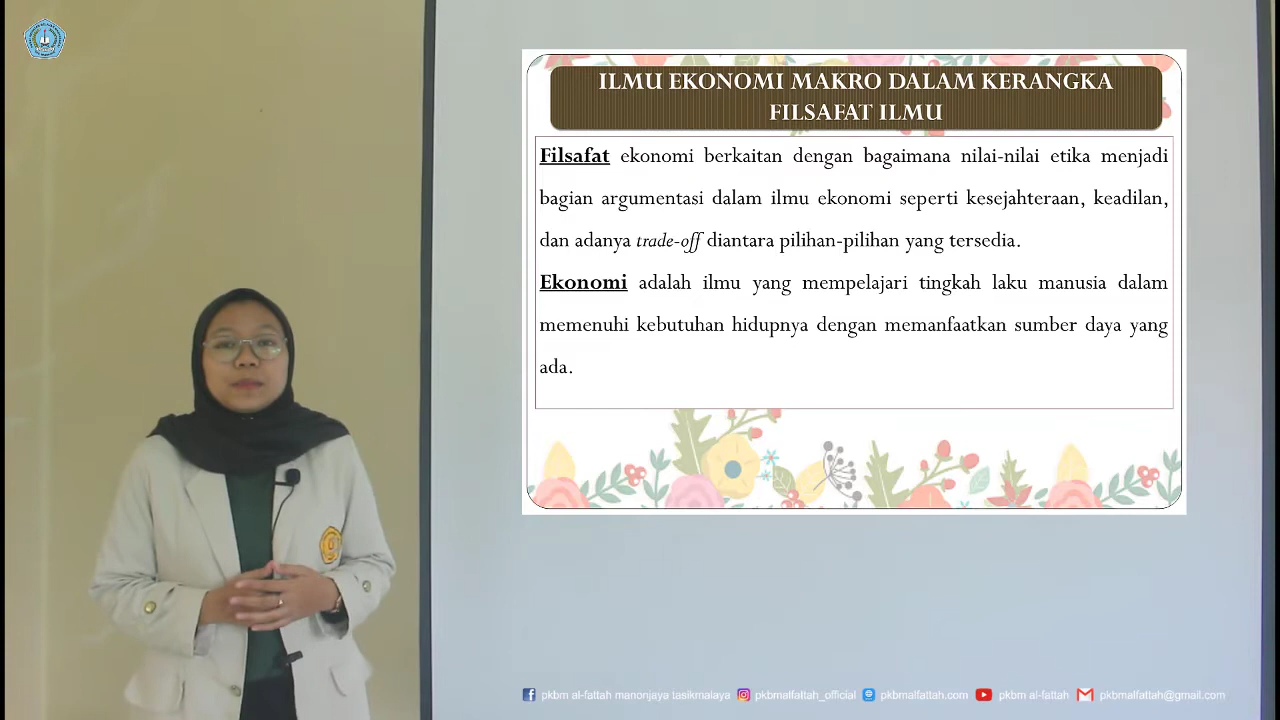 ILMU EKONOMI MAKRO DALAM KERANGKA
FILSAFAT ILMU
Filsafat ekonomi berkaitan dengan bagaimana nilai-nilai etika menjadi
bagian argumentasi dalam ilmu ekonomi seperti kesejahteraan, keadilan,
dan adanya trade-off diantara pilihan-pilihan yang tersedia.
Ekonomi adalah ilmu yang mempelajari tingkah laku manusia dalam
memenuhi kebutuhan hidupnya dengan memanfaatkan sumber daya yang
ada.
pkbm al-fattah manonjaya tasikmalaya pkbmalfattah_official pkbmalfattah.com pkbm al-fattah pkbmalfattah@gmail.com